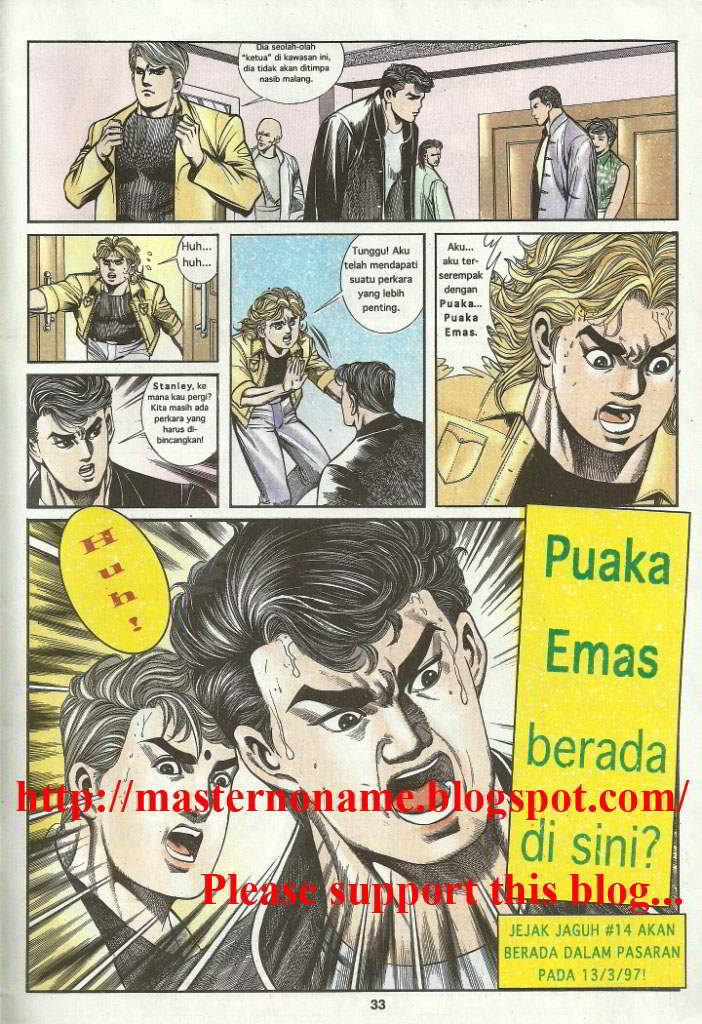 Dia seolah-olah
"ketua" di kawasan ini,
dia tidak akan ditimpa
nasib malang.
Huh...
huh...
Stanley, ke
mana kau pergi?
Kita masih ada
perkara yang
harus di-
bincangkan!
Tunggu! Aku
telah mendapati
suatu perkara
yang lebih
penting.
Aku...
aku ter-
serempak
dengan
Puaka...
Puaka
Emas.
Huh!
Puaka
Emas
berada
di sini?
http://masternoname.blogspot.com/
Please support this blog...
JEJAK JAGUH #14 AKAN
BERADA DALAM PASARAN
PADA 13/3/97!
33